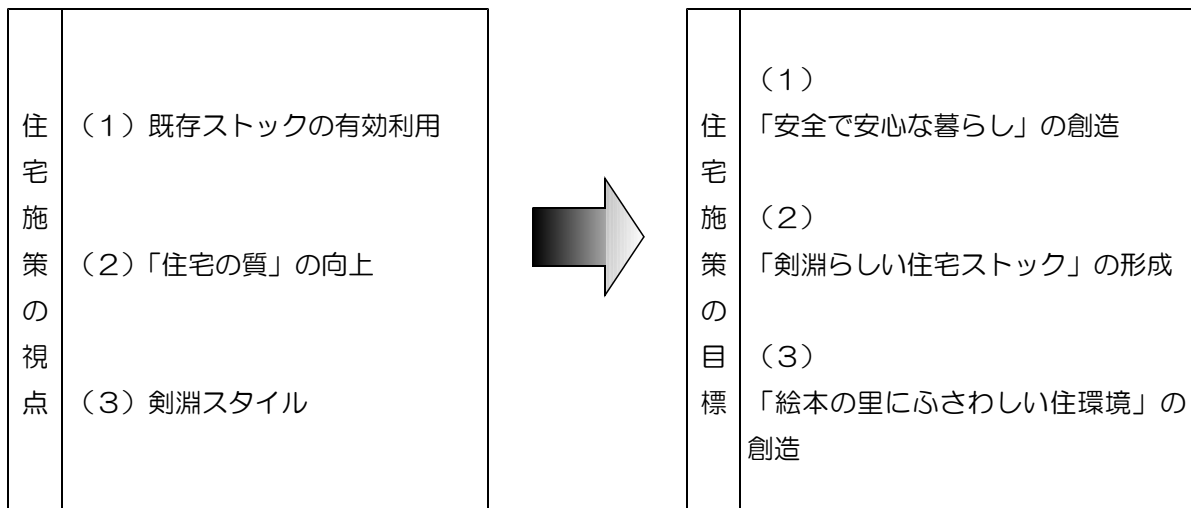 住宅施策の視点
（１）既存ストックの有効利用
（２）「住宅の質」の向上
（３）剣淵スタイル
住宅施策の目標
（１）
「安全で安心な暮らし」の創造
（２）
「剣淵らしい住宅ストック」の形成
（３）
「絵本の里にふさわしい住環境」の
創造